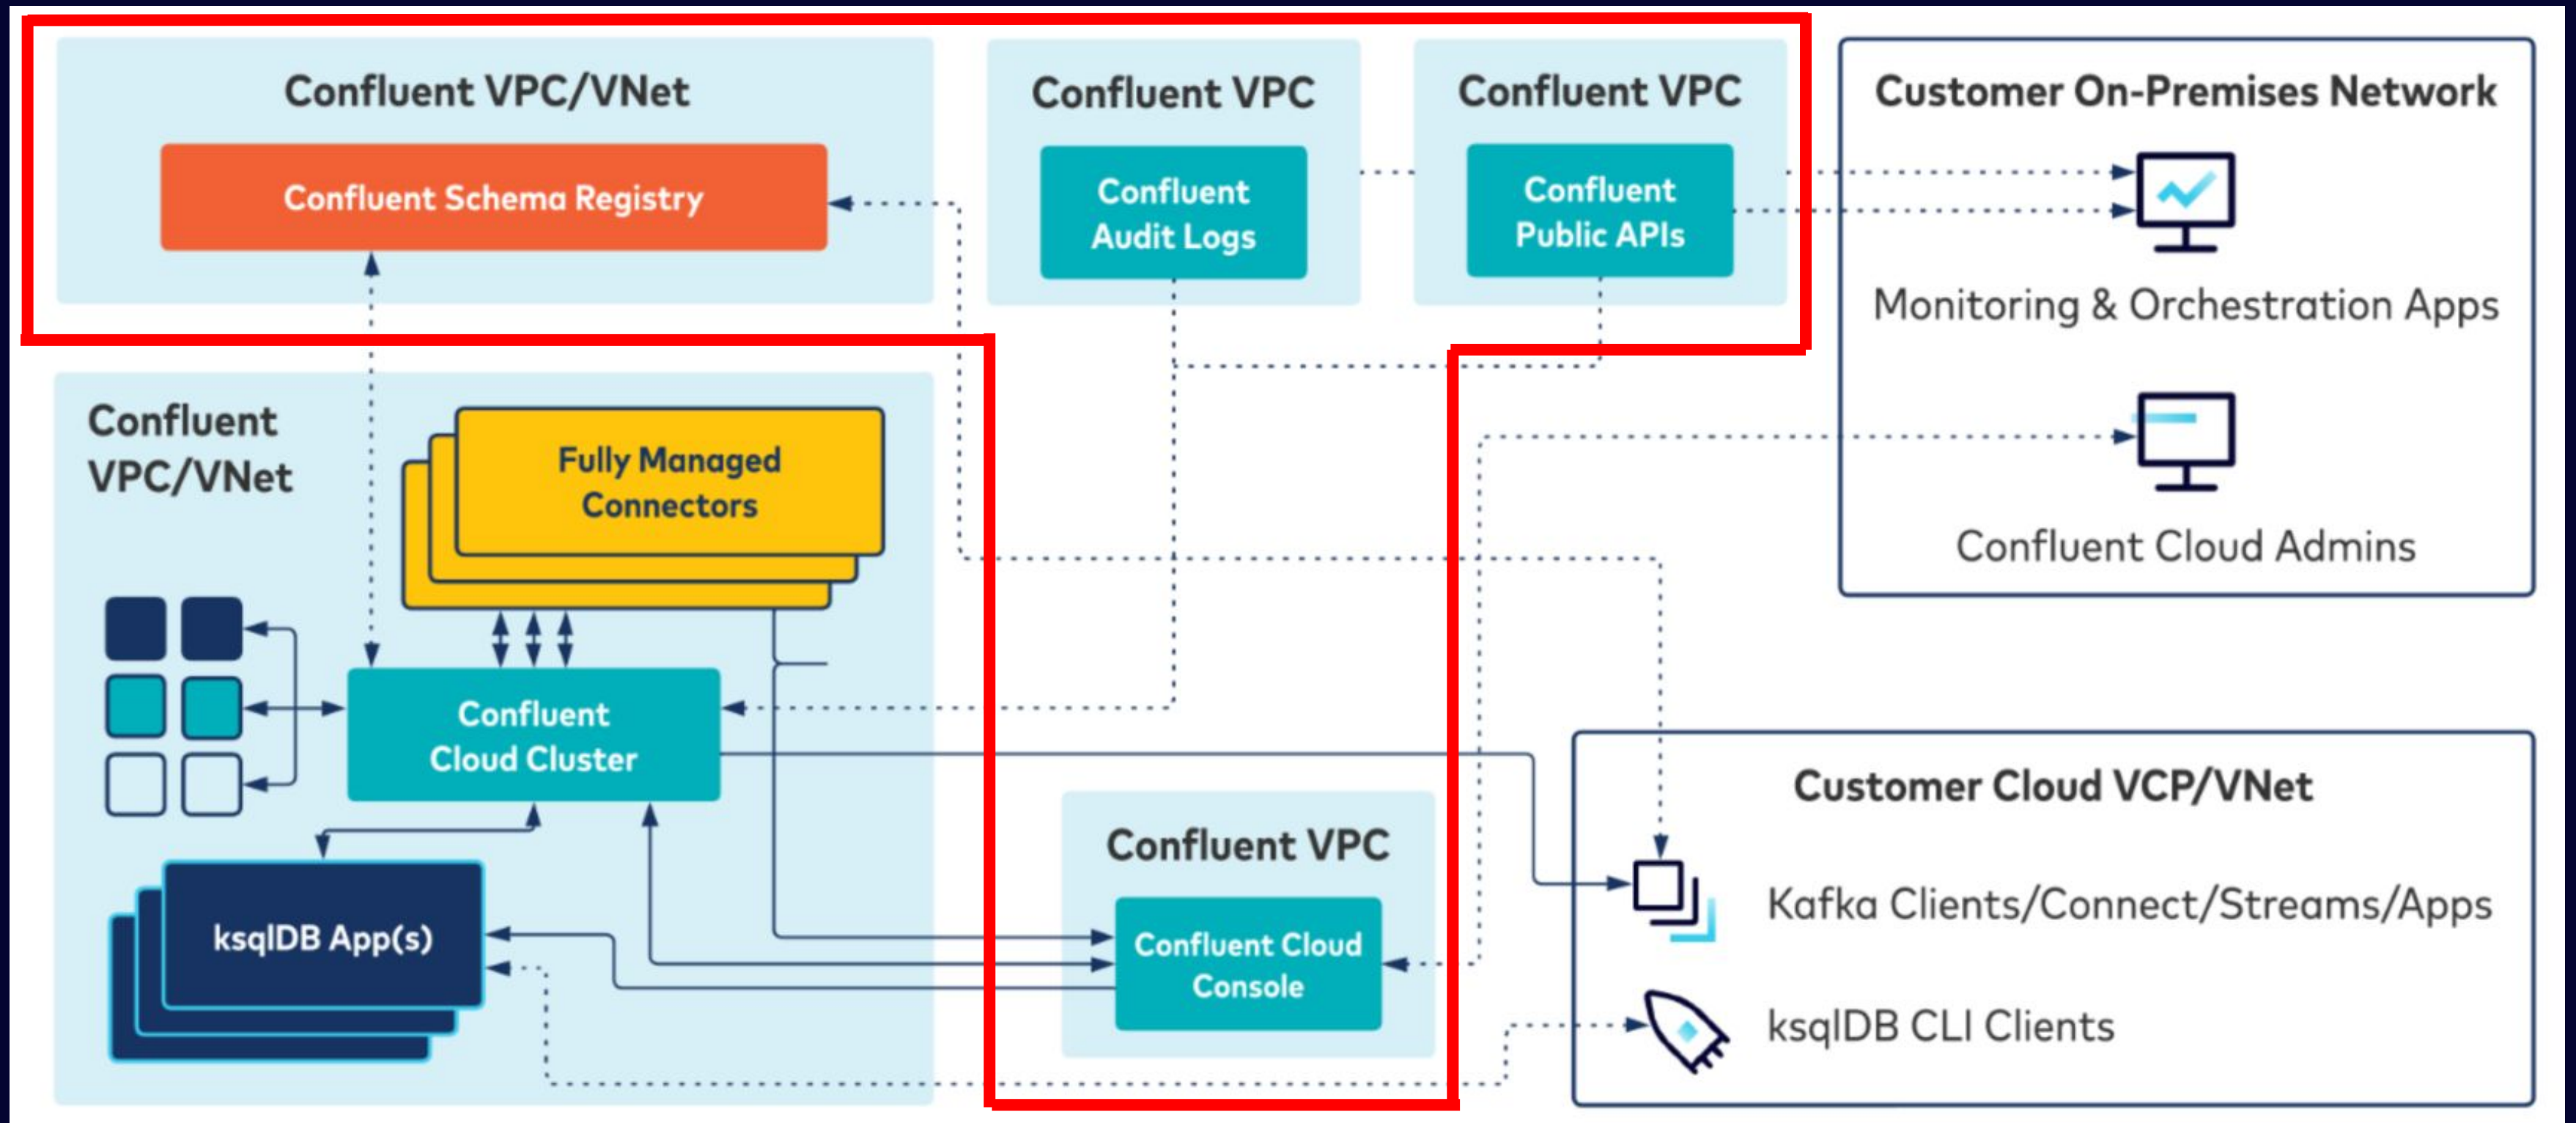 Confluent VPC/VNet
Confluent Schema Registry
Confluent VPC
Confluent
Audit Logs
Confluent VPC
Confluent
Public APIs
Customer On-Premises Network
Monitoring & Orchestration Apps
Confluent Cloud Admins
Confluent
VPC/VNet
Fully Managed
Connectors
Confluent
Cloud Cluster
ksqlDB App(s)
Confluent VPC
Confluent Cloud
Console
Customer Cloud VCP/VNet
Kafka Clients/Connect/Streams/Apps
ksqlDB CLI Clients